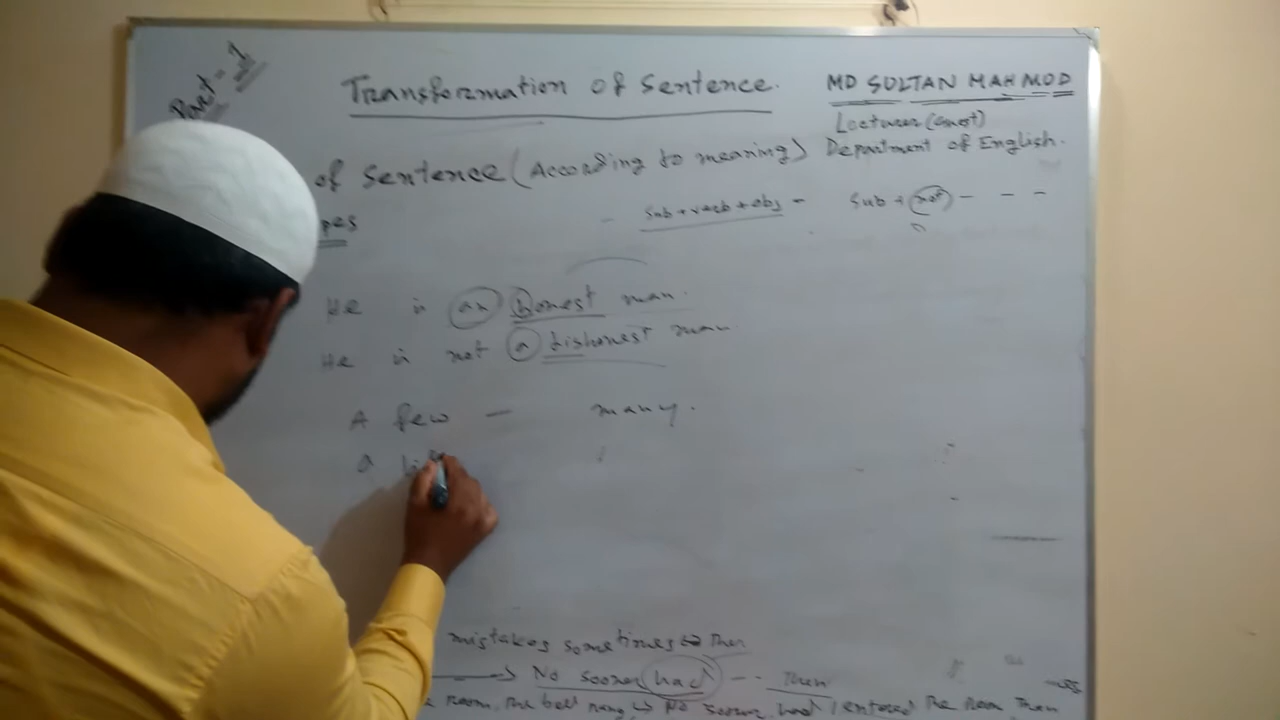 Part - 1
Transformation of Sentence.
MD SULTAN MAHMOD
Lecturer (Guest)
Department of English.
of Sentence (According to meaning)
pes
- Sub + verb + obj - Sub + not - - -
He is an honest man.
He is not a dishonest man
A few - many.
a lit
mistakes sometimes Then
No sooner had - - Then
room, the bell rang No sooner had I entered the room Than